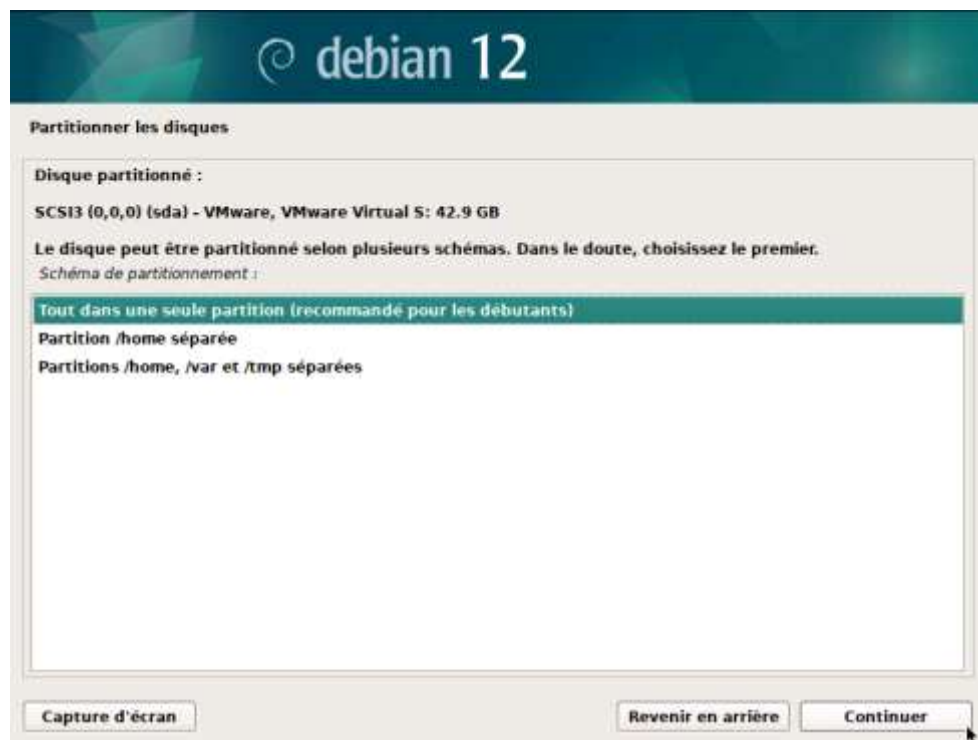 debian 12
Partitionner les disques
Disque partitionné :
SCSI3 (0,0,0) (sda) - VMware, VMware Virtual S: 42.9 GB
Le disque peut être partitionné selon plusieurs schémas. Dans le doute, choisissez le premier.
Schéma de partitionnement :
Tout dans une seule partition (recommandé pour les débutants)
Partition /home séparée
Partitions /home, /var et /tmp séparées
Capture d'écran
Revenir en arrière
Continuer